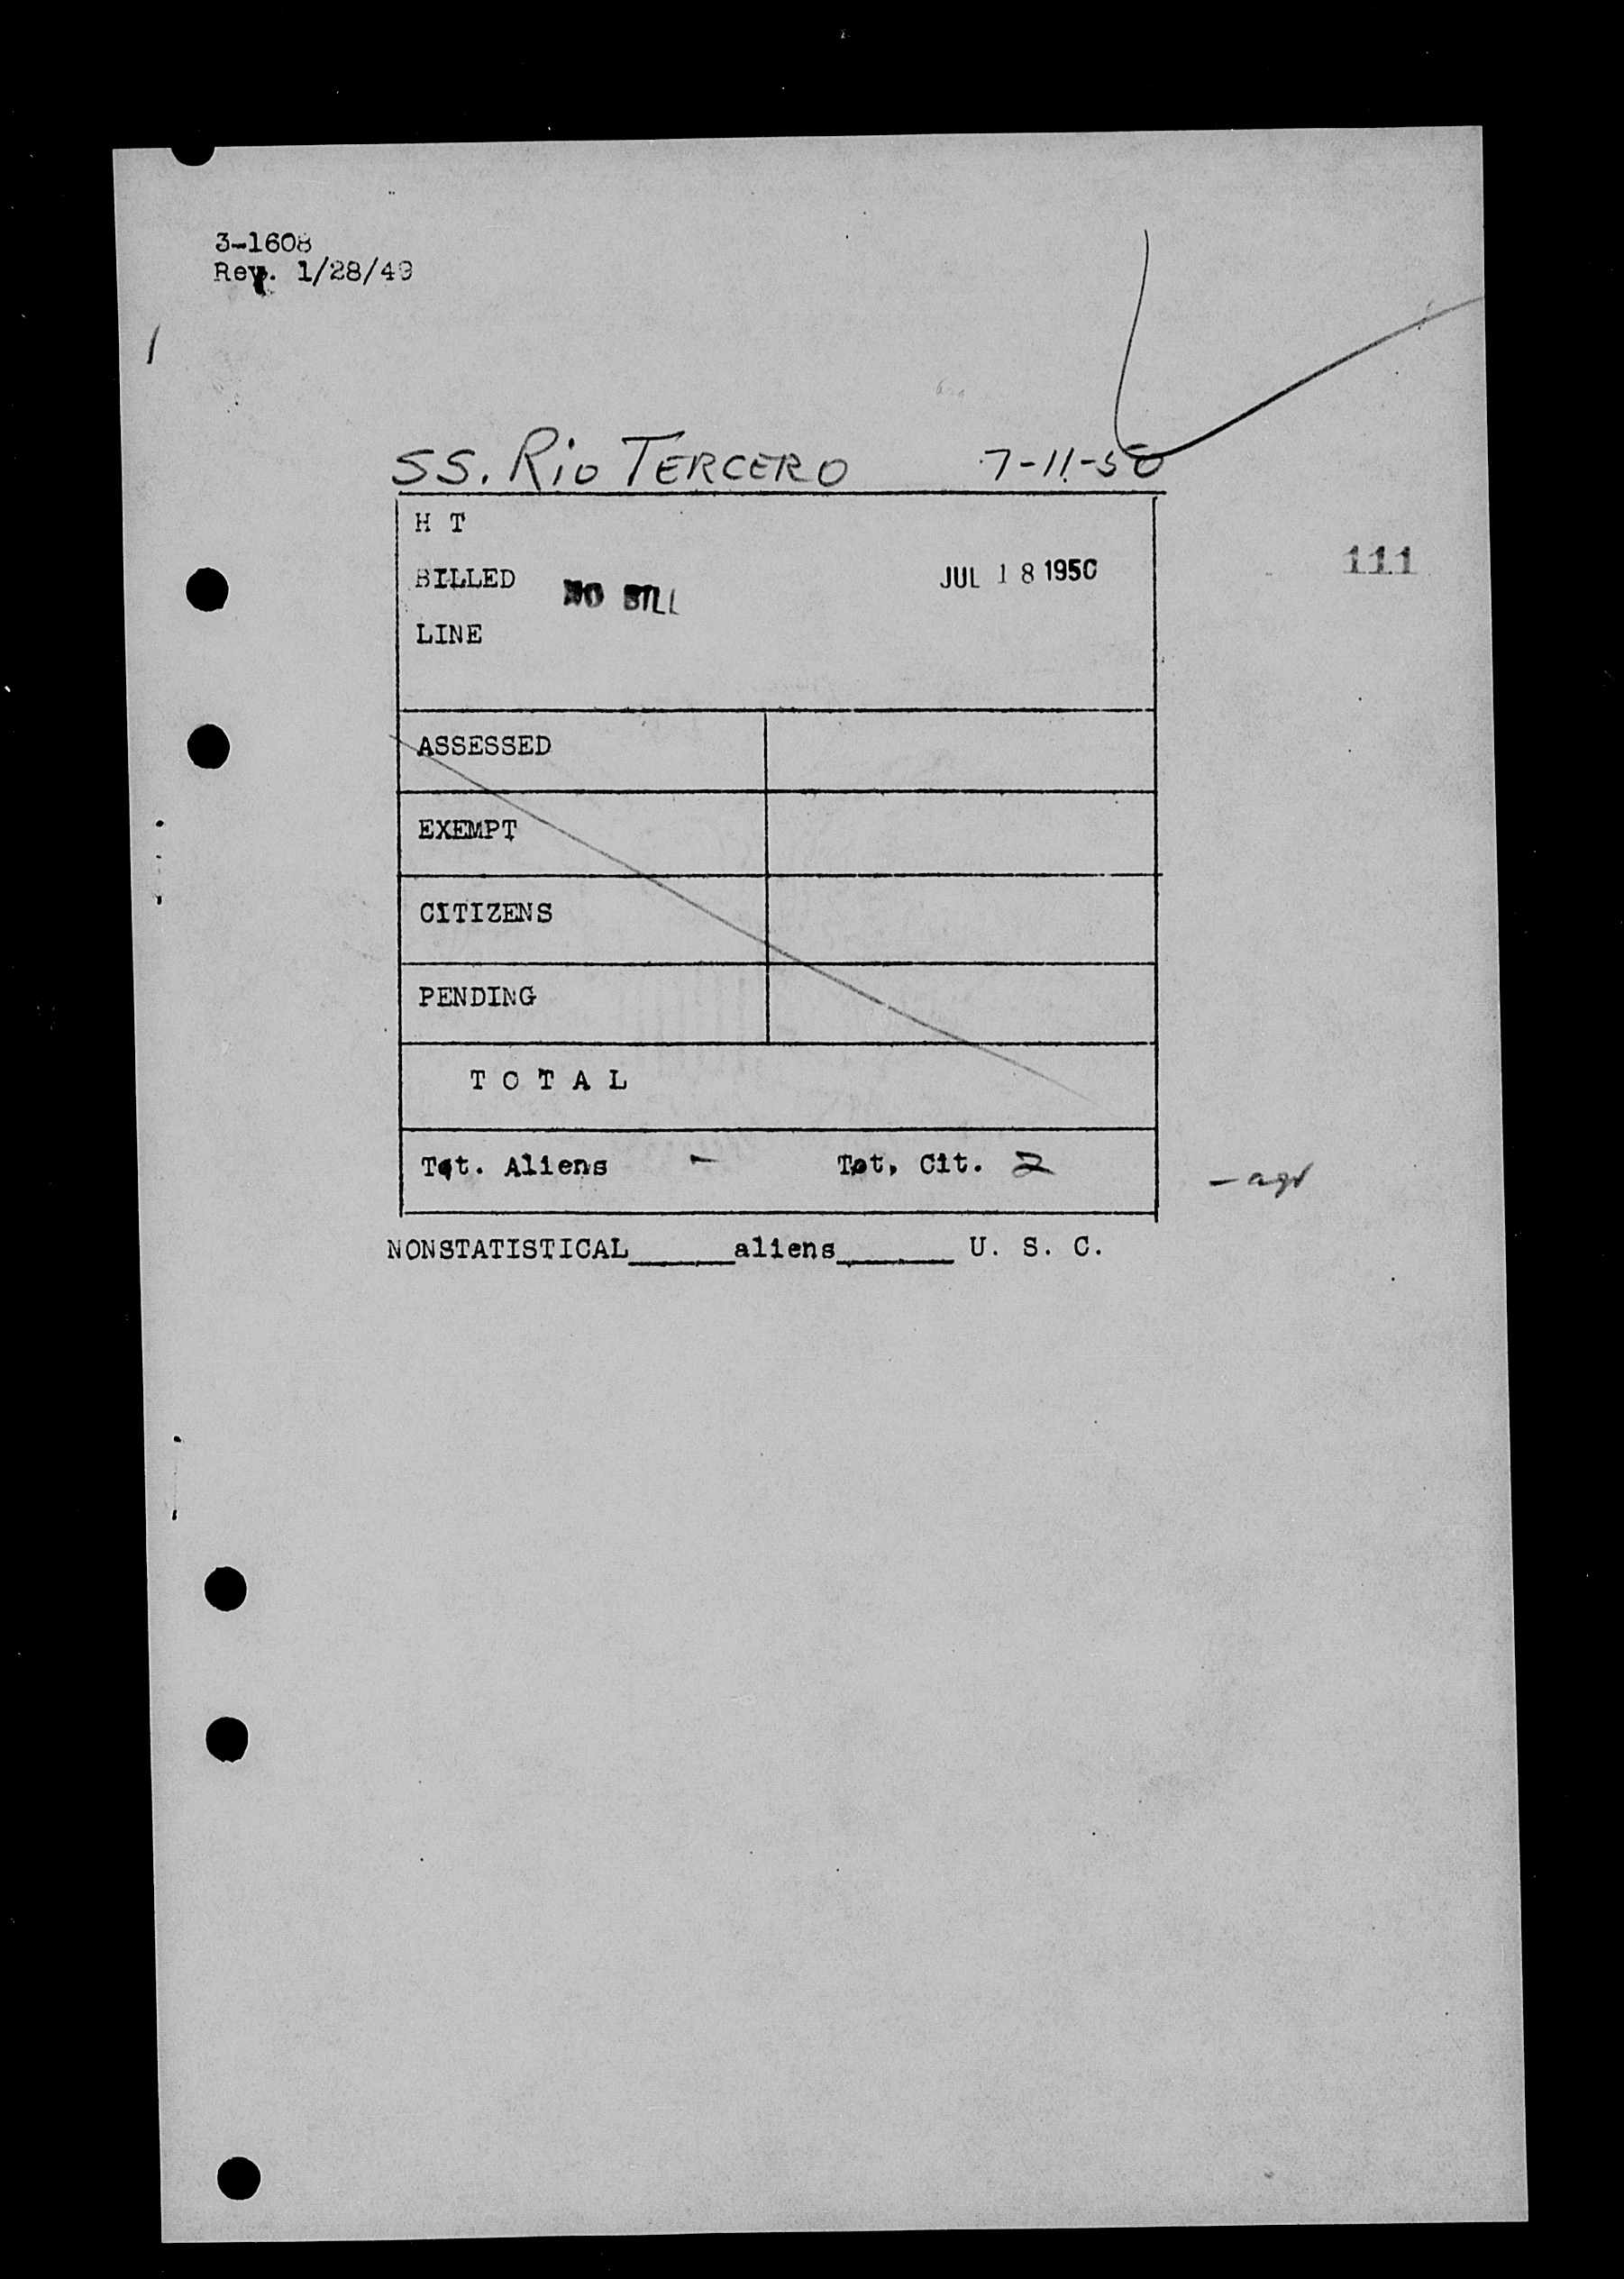 3-1608
Rev. 1/28/49
SS. Rio TERCERO 7-11-50
H T
BILLED NO BILL JUL 18 1950
111
LINE
ASSESSED
EXEMPT
CITIZENS
PENDING
T O T A L
Tot. Aliens - Tot. Cit. 2
NONSTATISTICAL______aliens______ U. S. C.